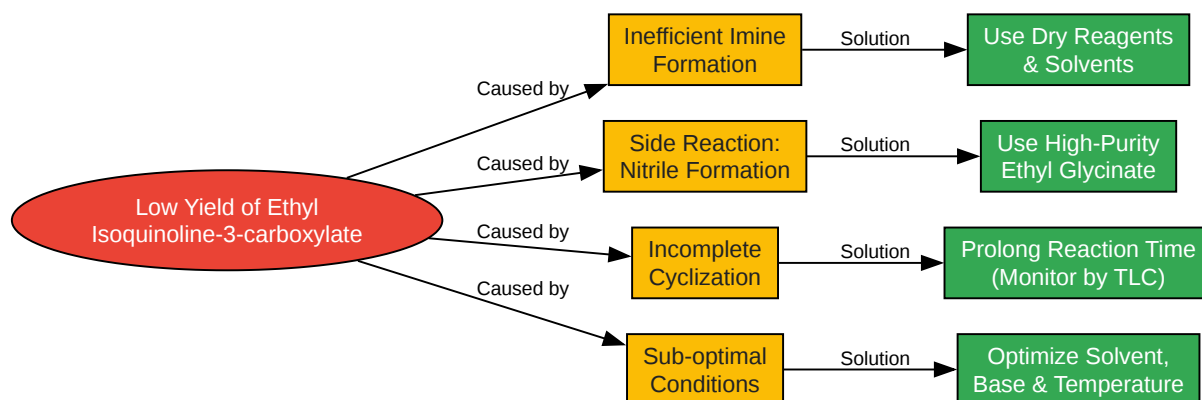 Low Yield of Ethyl
Isoquinoline-3-carboxylate
Caused by
Inefficient Imine
Formation
Solution
Use Dry Reagents
& Solvents
Caused by
Side Reaction:
Nitrile Formation
Solution
Use High-Purity
Ethyl Glycinate
Caused by
Incomplete
Cyclization
Solution
Prolong Reaction Time
(Monitor by TLC)
Caused by
Sub-optimal
Conditions
Solution
Optimize Solvent,
Base & Temperature